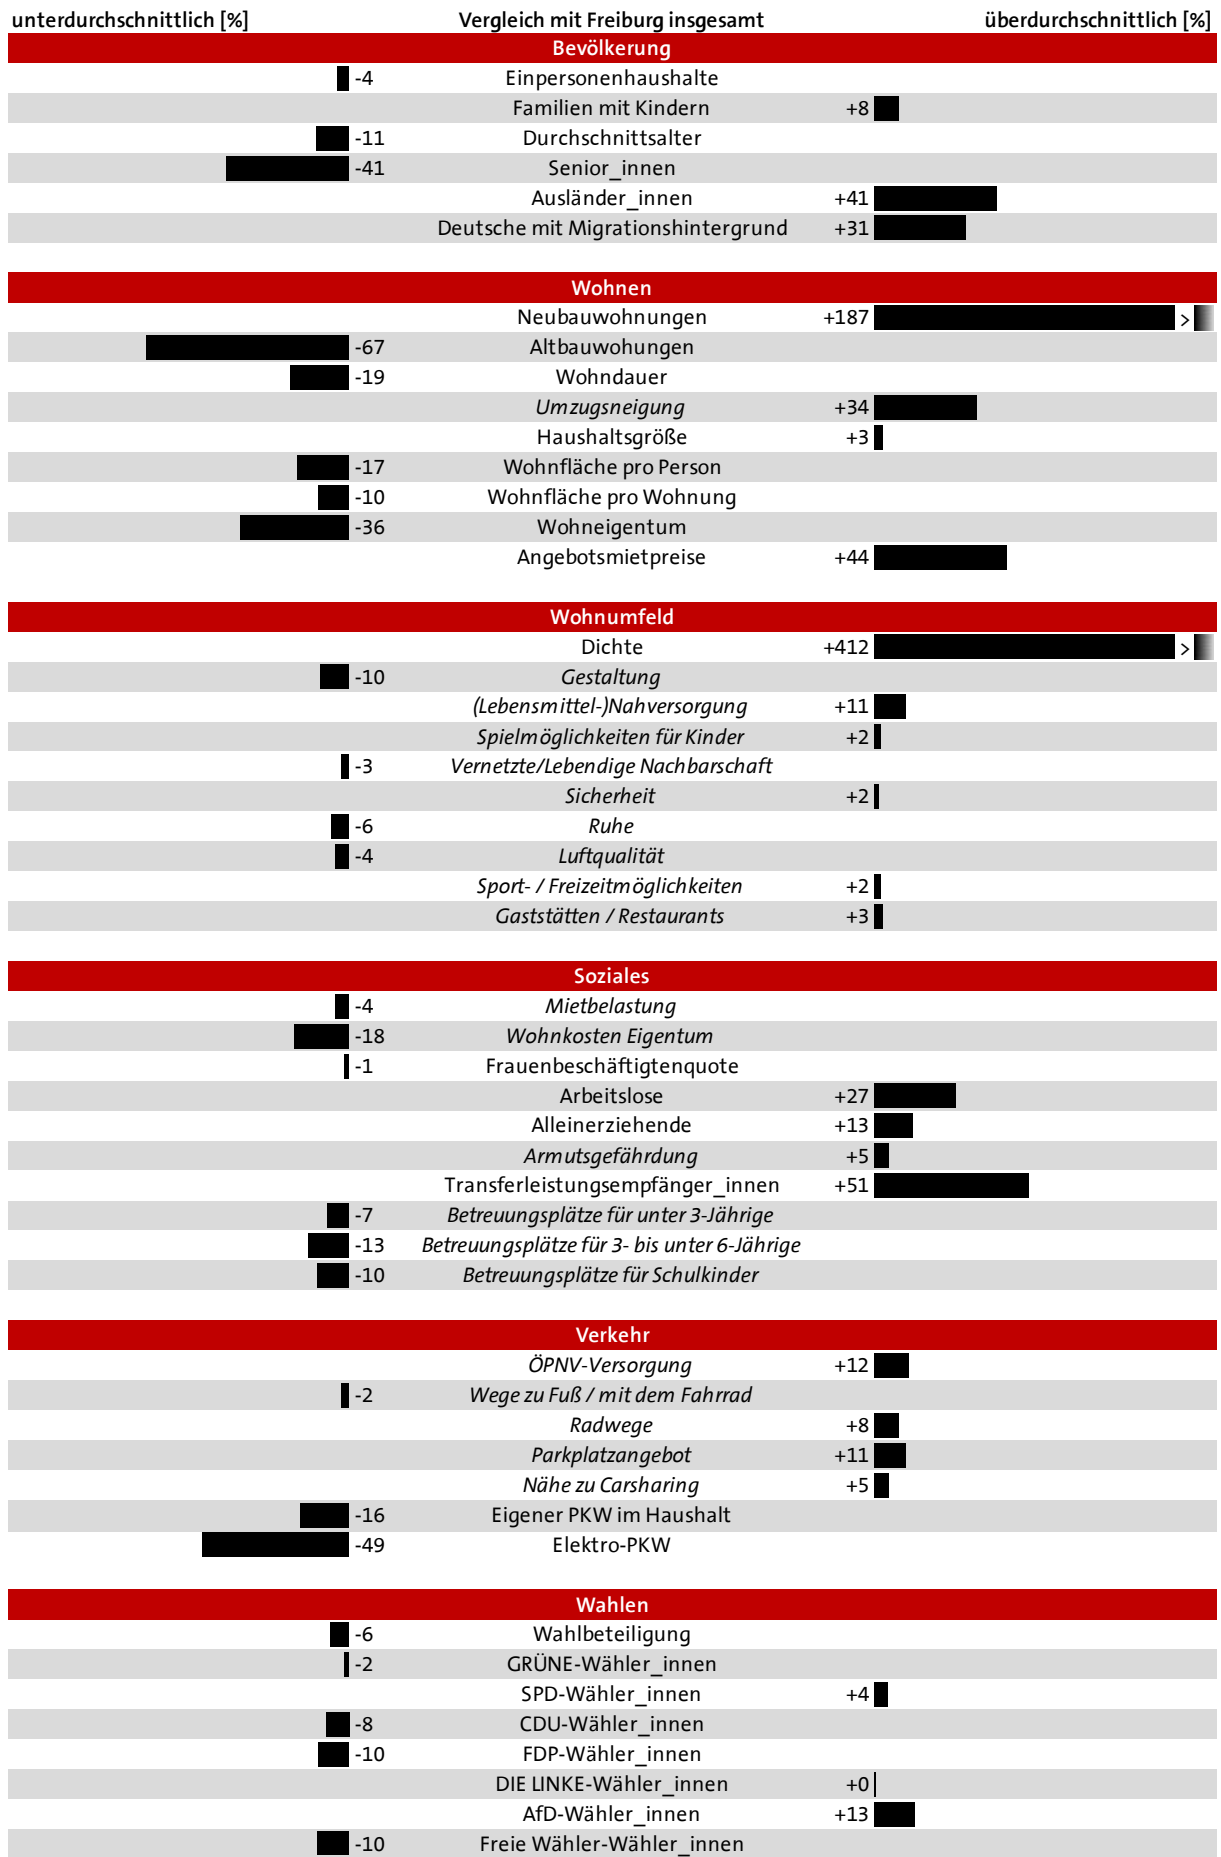 unterdurchschnittlich [%] Vergleich mit Freiburg insgesamt überdurchschnittlich [%]
Bevölkerung
-4 Einpersonenhaushalte
Familien mit Kindern +8
-11 Durchschnittsalter
-41 Senior_innen
Ausländer_innen +41
Deutsche mit Migrationshintergrund +31
Wohnen
Neubauwohnungen +187 >
-67 Altbauwohungen
-19 Wohndauer
Umzugsneigung +34
Haushaltsgröße +3
-17 Wohnfläche pro Person
-10 Wohnfläche pro Wohnung
-36 Wohneigentum
Angebotsmietpreise +44
Wohnumfeld
Dichte +412 >
-10 Gestaltung
(Lebensmittel-)Nahversorgung +11
Spielmöglichkeiten für Kinder +2
-3 Vernetzte/Lebendige Nachbarschaft
Sicherheit +2
-6 Ruhe
-4 Luftqualität
Sport- / Freizeitmöglichkeiten +2
Gaststätten / Restaurants +3
Soziales
-4 Mietbelastung
-18 Wohnkosten Eigentum
-1 Frauenbeschäftigtenquote
Arbeitslose +27
Alleinerziehende +13
Armutsgefährdung +5
Transferleistungsempfänger_innen +51
-7 Betreuungsplätze für unter 3-Jährige
-13 Betreuungsplätze für 3- bis unter 6-Jährige
-10 Betreuungsplätze für Schulkinder
Verkehr
ÖPNV-Versorgung +12
-2 Wege zu Fuß / mit dem Fahrrad
Radwege +8
Parkplatzangebot +11
Nähe zu Carsharing +5
-16 Eigener PKW im Haushalt
-49 Elektro-PKW
Wahlen
-6 Wahlbeteiligung
-2 GRÜNE-Wähler_innen
SPD-Wähler_innen +4
-8 CDU-Wähler_innen
-10 FDP-Wähler_innen
DIE LINKE-Wähler_innen +0
AfD-Wähler_innen +13
-10 Freie Wähler-Wähler_innen